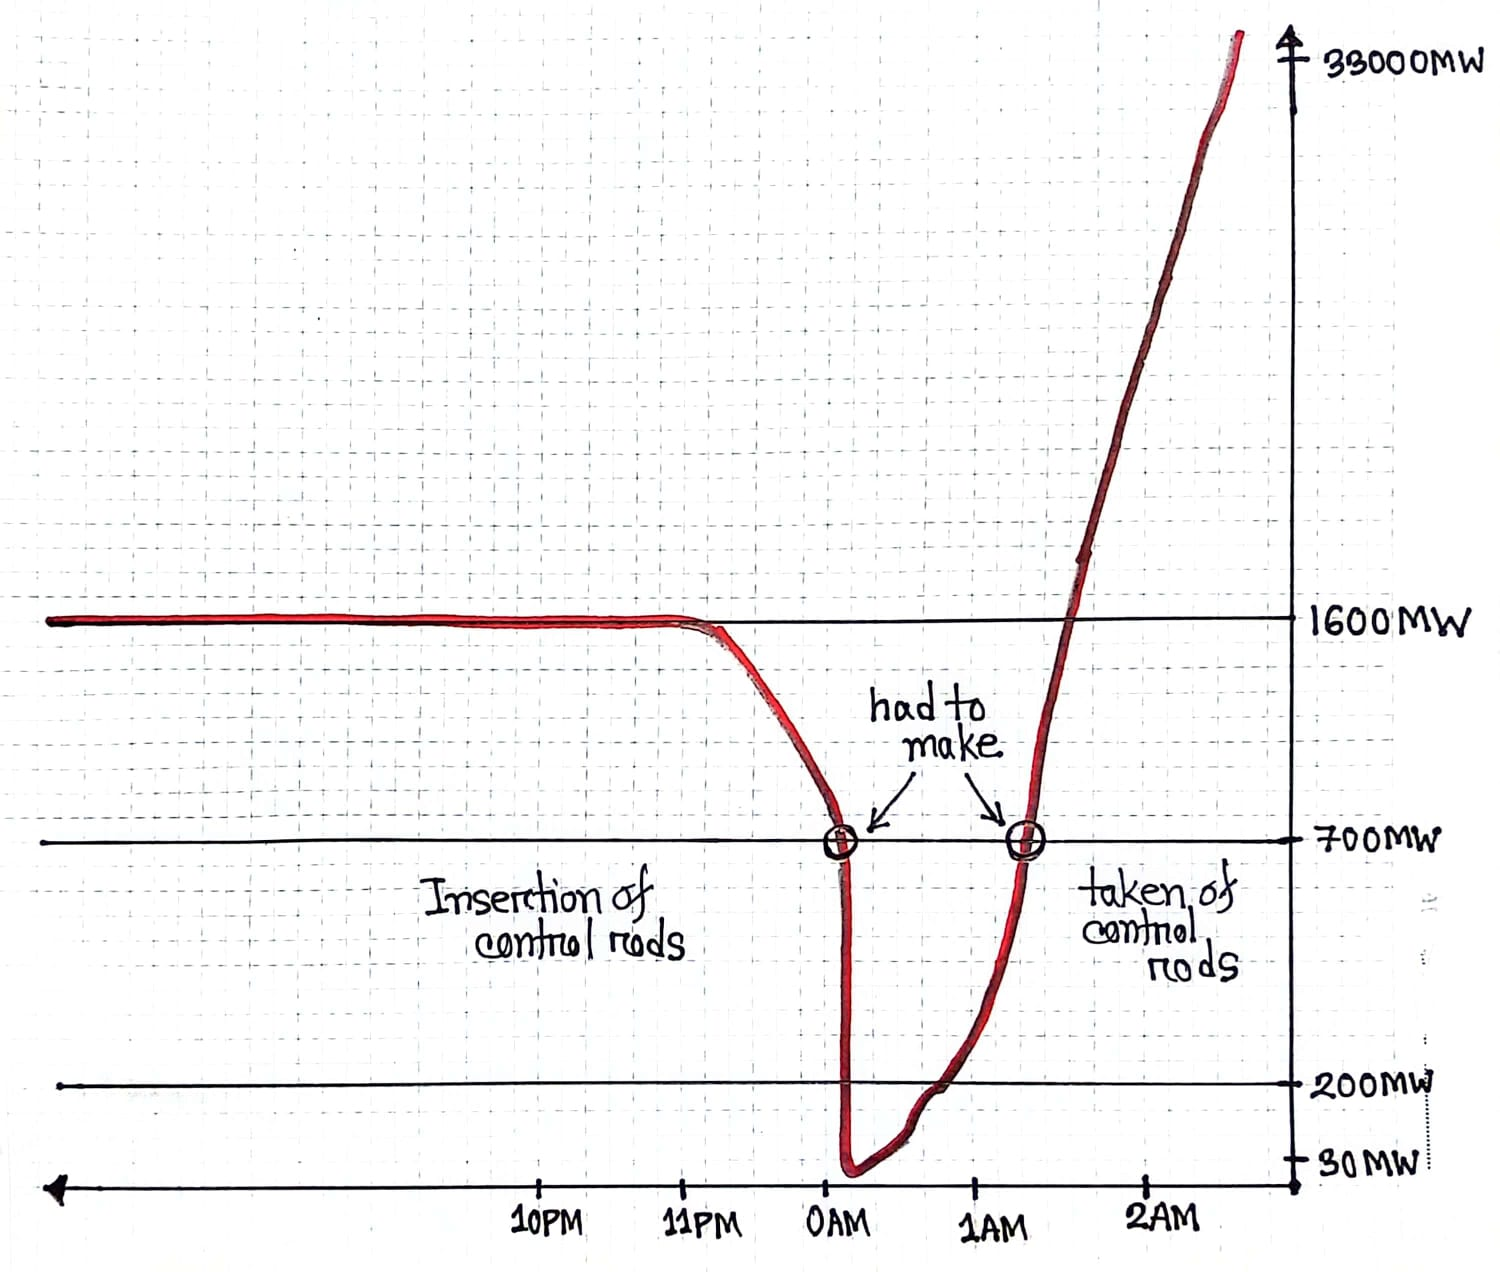 33000MW
1600MW
had to
make
700MW
Insertion of
control rods
taken of
control
rods
200MW
30MW
10PM
11PM
0AM
1AM
2AM